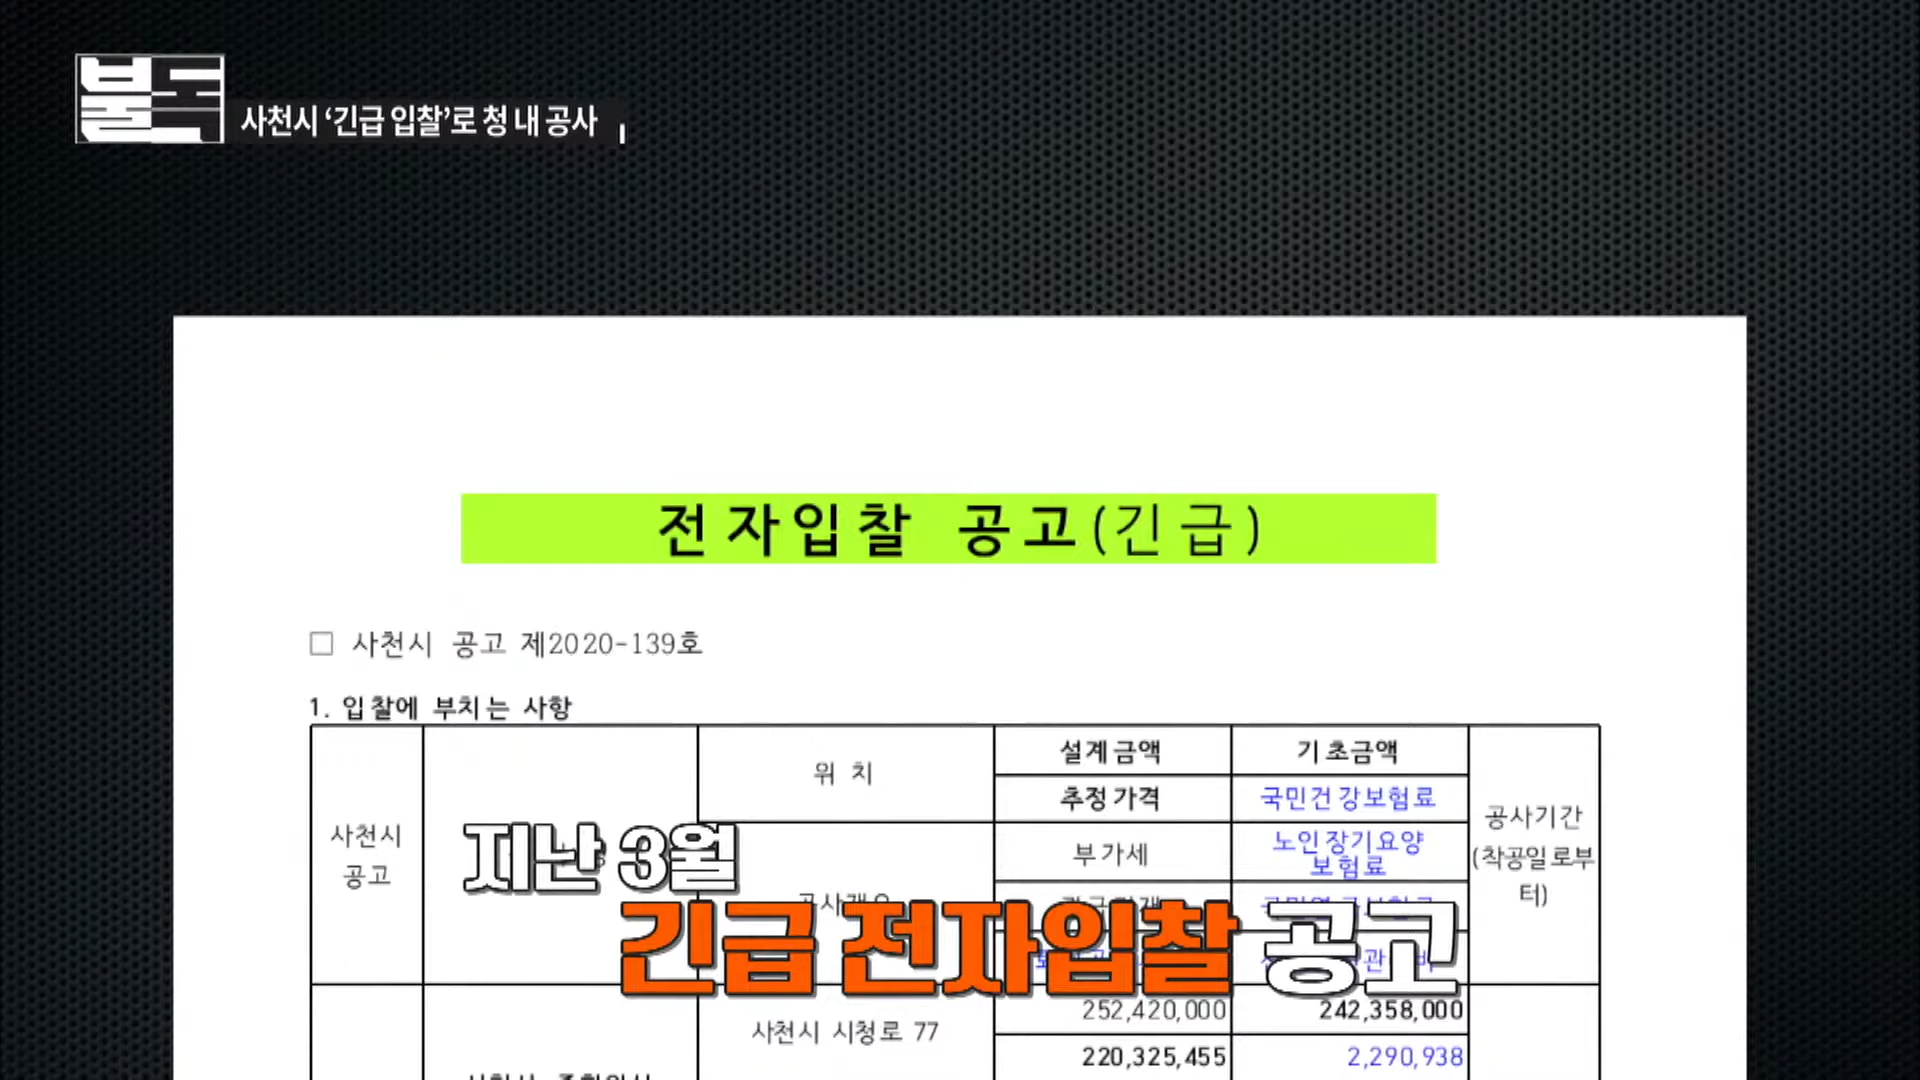 불독
사천시 ‘긴급 입찰’로 청 내 공사
전자입찰 공고(긴급)
□ 사천시 공고 제2020-139호
1. 입찰에 부치는 사항
사천시
공고
위 치
설계금액
기초금액
공사기간
(착공일로부
터)
추정가격
국민건강보험료
부가세
노인장기요양
보험료
지난 3월
긴급 전자입찰 공고
사천시 시청로 77
252,420,000
242,358,000
220,325,455
2,290,938